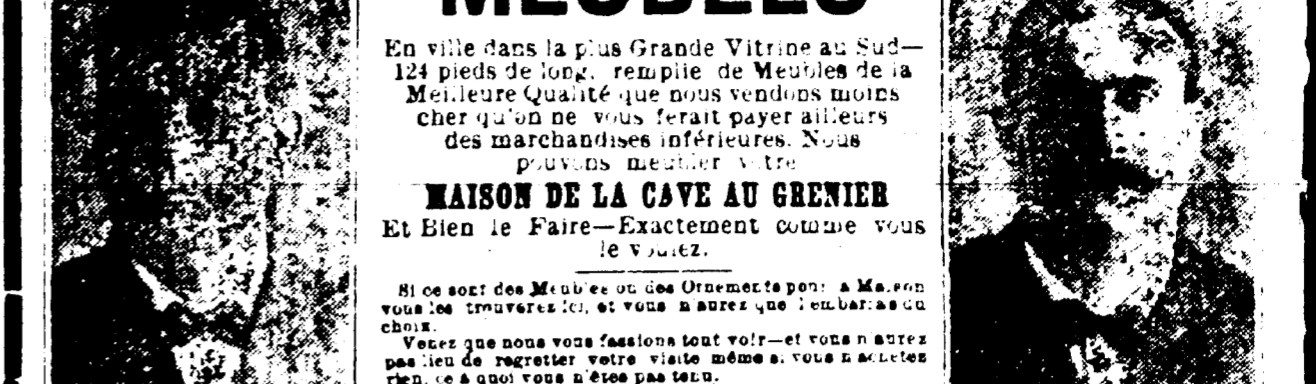 MEUBLES
En ville dans la plus Grande Vitrine au Sud—
124 pieds de long, remplie de Meubles de la
Meilleure Qualité que nous vendons moins
cher qu'on ne vous ferait payer ailleurs
des marchandises inférieures. Nous
pouvons meubler votre
MAISON DE LA CAVE AU GRENIER
Et Bien le Faire—Exactement comme vous
le voulez.
Si ce sont des Meubles ou des Ornements pour la Maison
vous les trouverez ici, et vous n'aurez que l'embarras du
choix.
Venez que nous vous fassions tout voir—et vous n'aurez
pas lieu de regretter votre visite même si vous n'achetez
rien, ce à quoi vous n'êtes pas tenu.